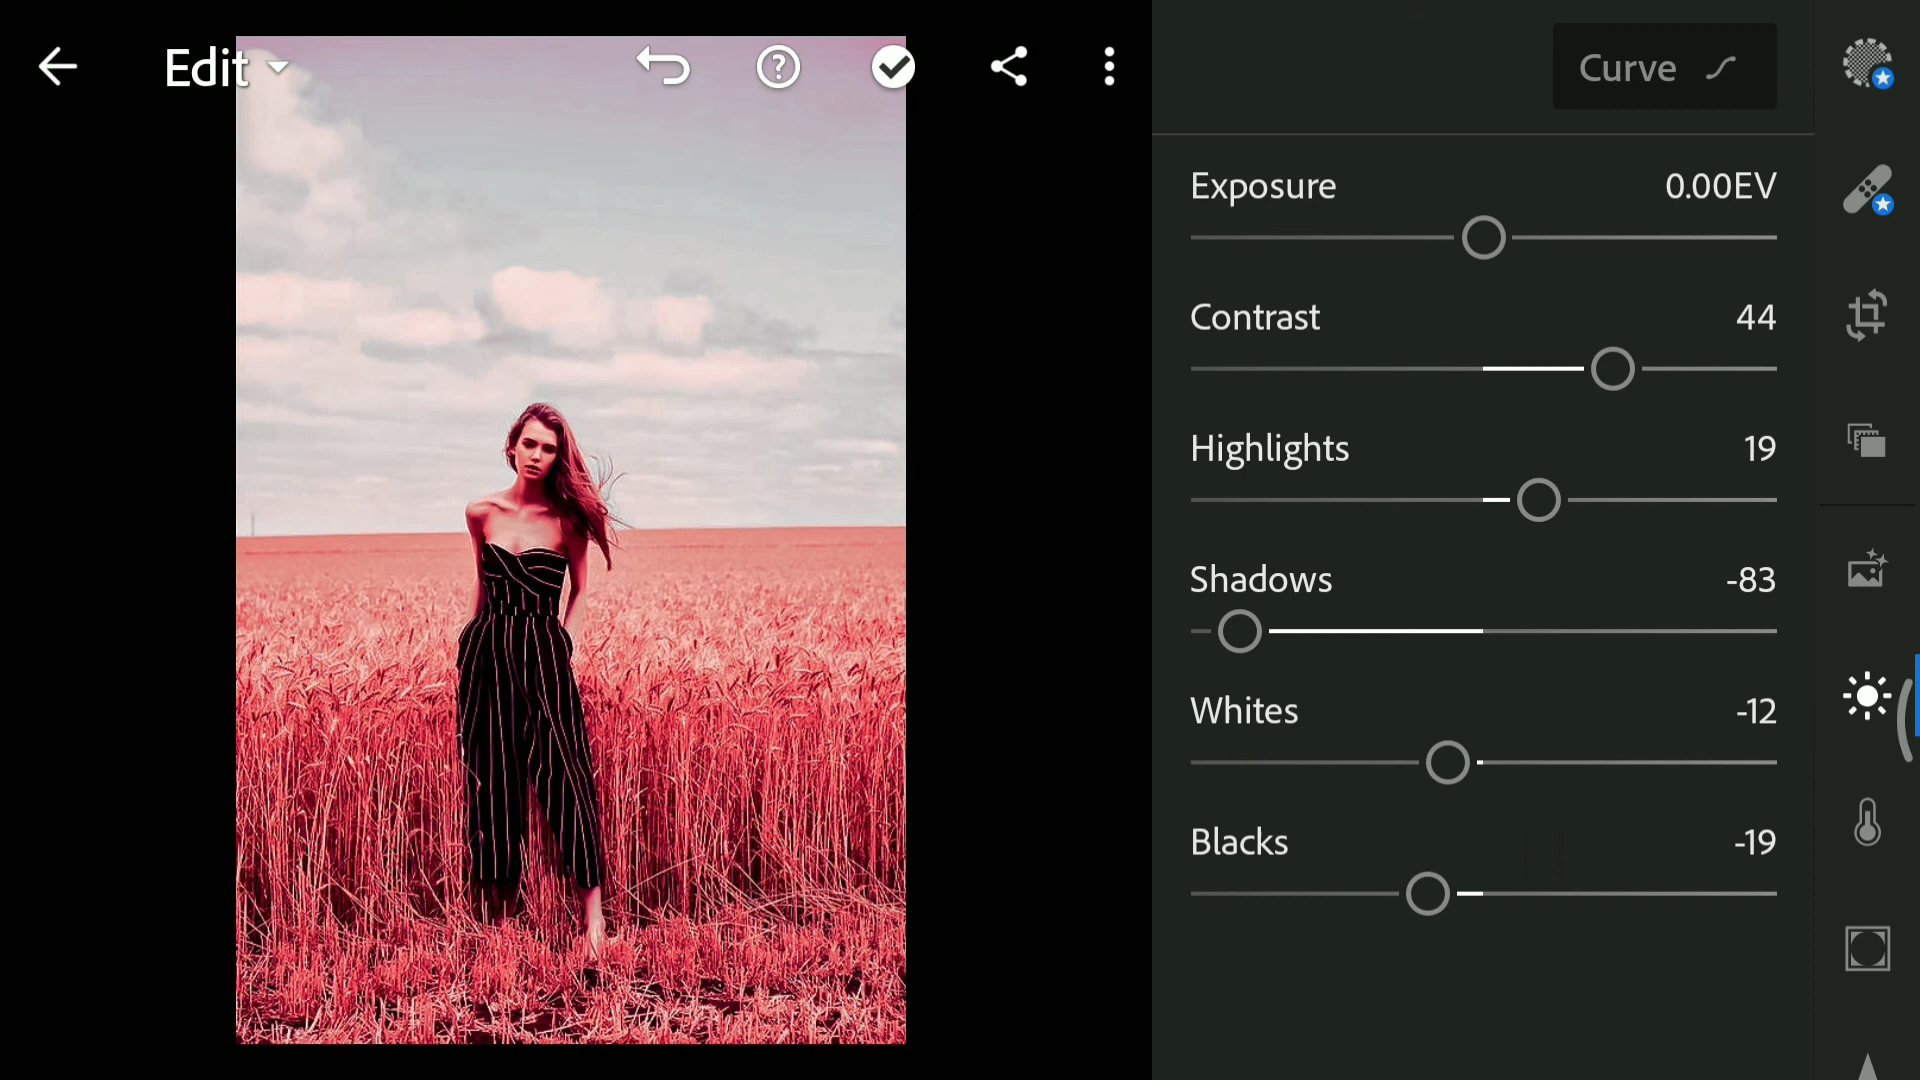 Edit
Curve
Exposure 0.00EV
Contrast 44
Highlights 19
Shadows -83
Whites -12
Blacks -19